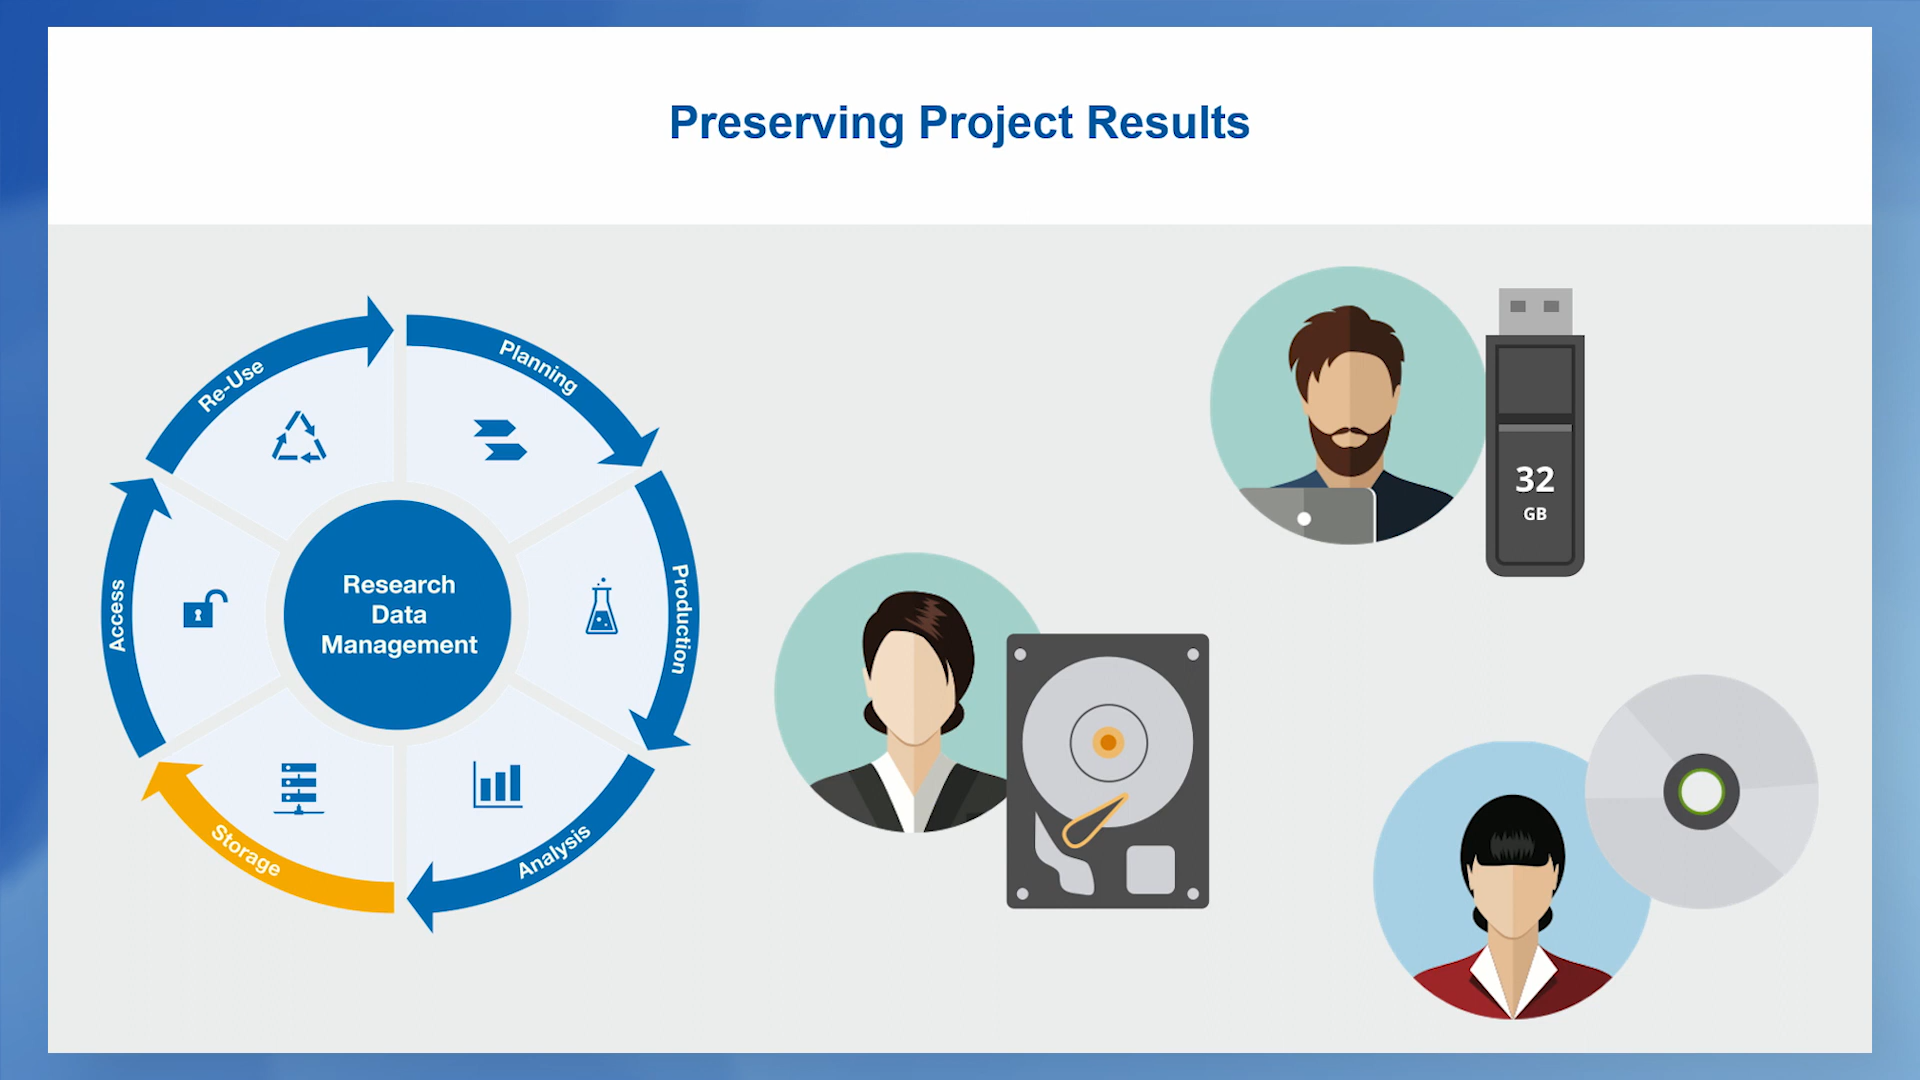 Preserving Project Results
Re-Use
Planning
Access
Research
Data
Management
Production
Storage
Analysis
32
GB